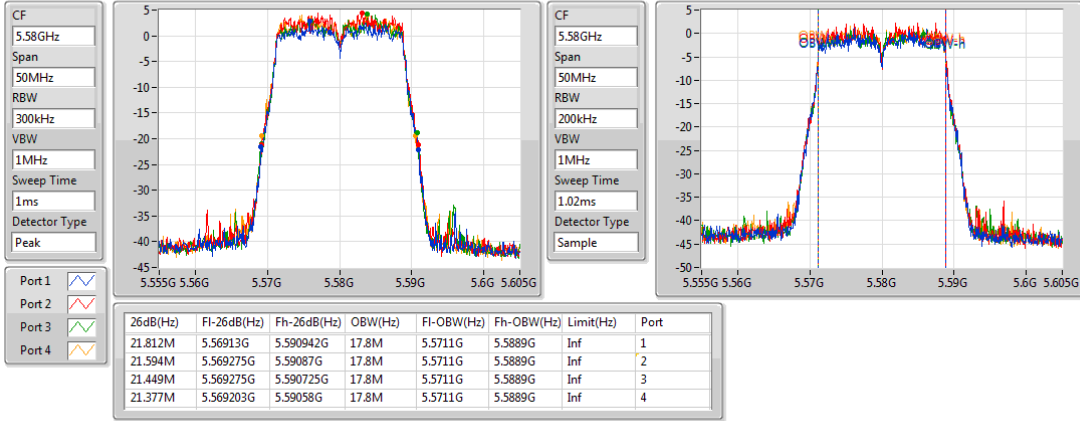 CF
5.58GHz
Span
50MHz
RBW
300kHz
VBW
1MHz
Sweep Time
1ms
Detector Type
Peak
Port 1
Port 2
Port 3
Port 4
5
0
-5
-10
-15
-20
-25
-30
-35
-40
-45
5.555G 5.56G 5.57G 5.58G 5.59G 5.6G 5.605G
CF
5.58GHz
Span
50MHz
RBW
200kHz
VBW
1MHz
Sweep Time
1.02ms
Detector Type
Sample
5
0
-5
-10
-15
-20
-25
-30
-35
-40
-45
-50
5.555G 5.56G 5.57G 5.58G 5.59G 5.6G 5.605G
26dB(Hz) Fl-26dB(Hz) Fh-26dB(Hz) OBW(Hz) Fl-OBW(Hz) Fh-OBW(Hz) Limit(Hz) Port
21.812M 5.56913G 5.590942G 17.8M 5.5711G 5.5889G Inf 1
21.594M 5.569275G 5.59087G 17.8M 5.5711G 5.5889G Inf 2
21.449M 5.569275G 5.590725G 17.8M 5.5711G 5.5889G Inf 3
21.377M 5.569203G 5.59058G 17.8M 5.5711G 5.5889G Inf 4